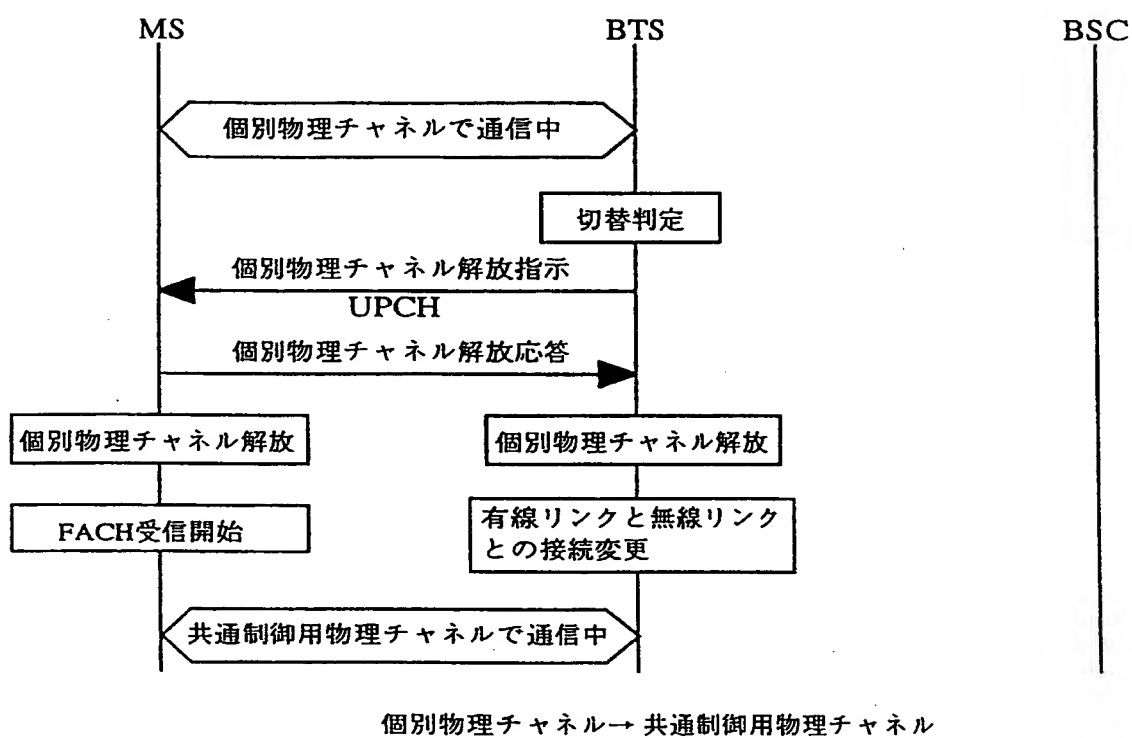 MS
BTS
BSC
個別物理チャネルで通信中
切替判定
個別物理チャネル解放指示
UPCH
個別物理チャネル解放応答
個別物理チャネル解放
個別物理チャネル解放
FACH受信開始
有線リンクと無線リンク
との接続変更
共通制御用物理チャネルで通信中
個別物理チャネル→ 共通制御用物理チャネル